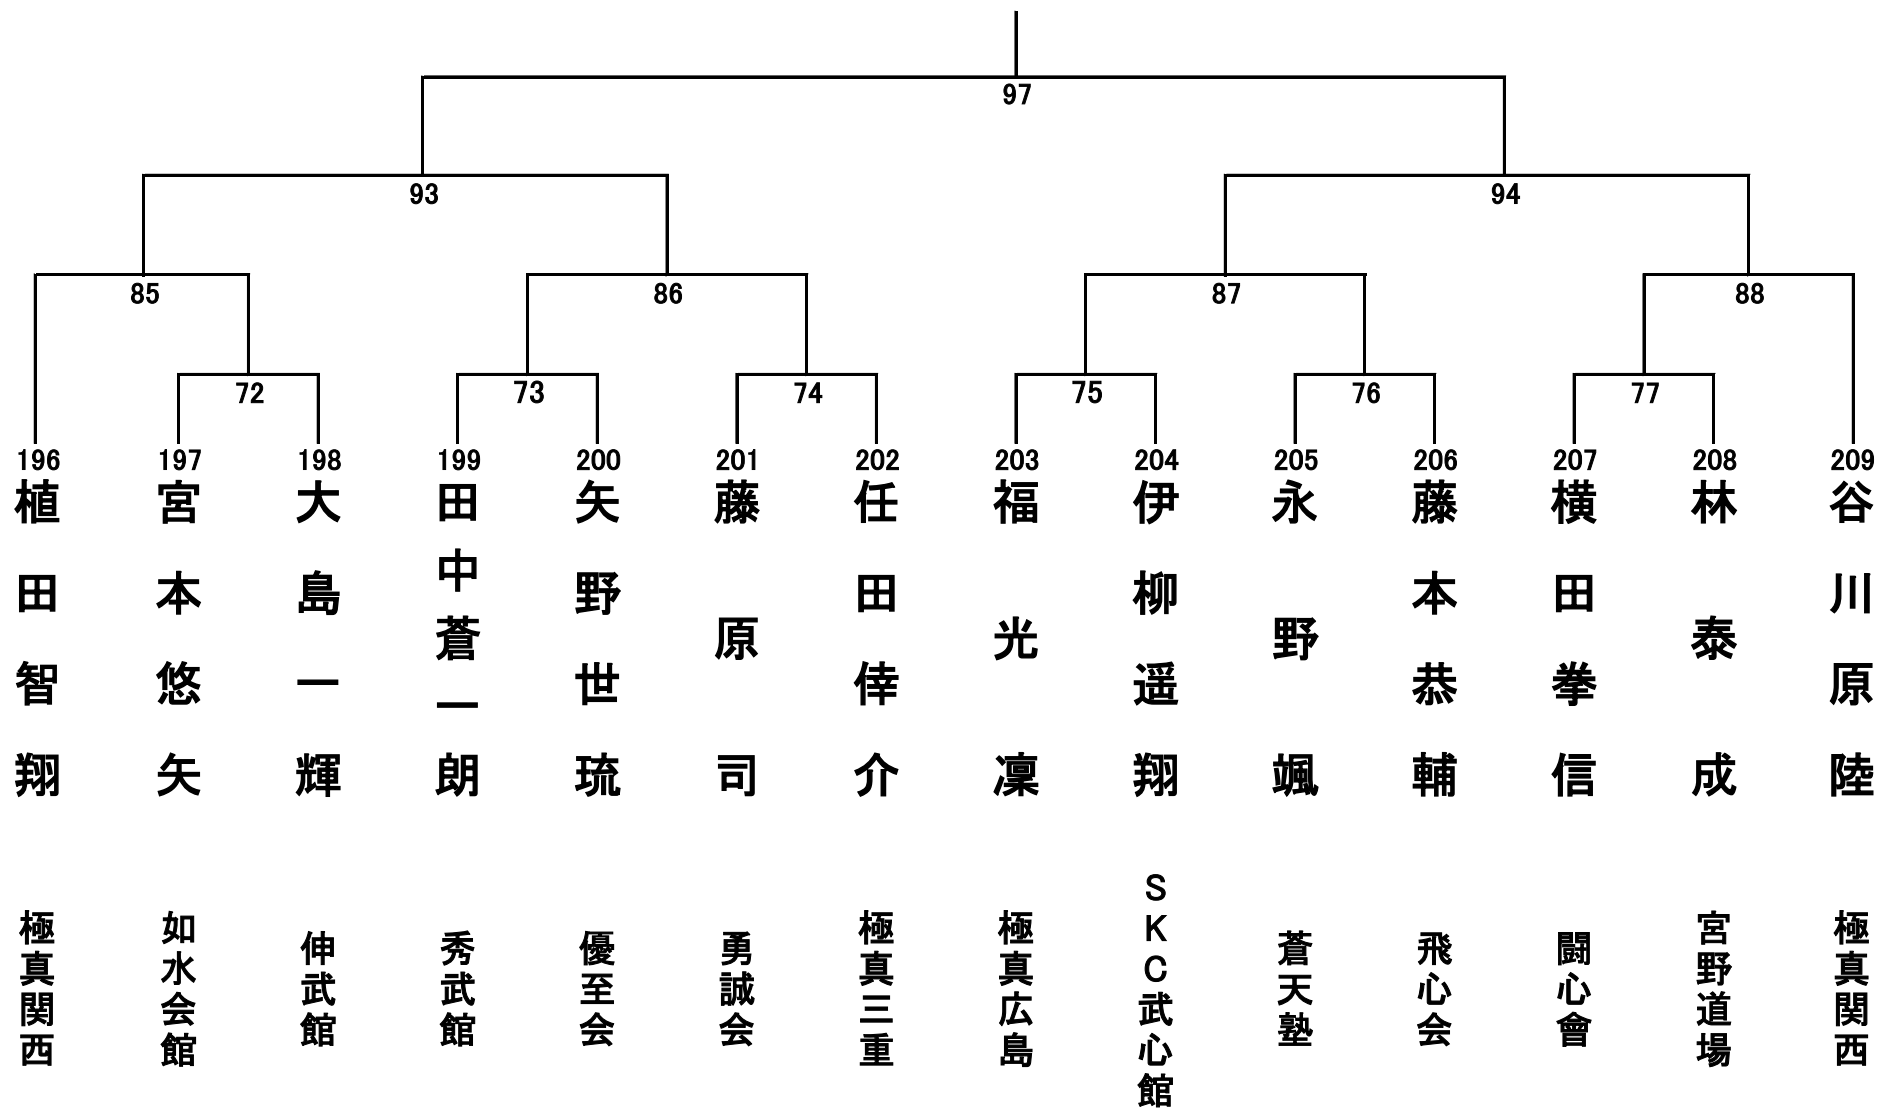 97
93
94
85
86
87
88
72
73
74
75
76
77
196
197
198
199
200
201
202
203
204
205
206
207
208
209
植田智翔
宮本悠矢
大島一輝
田中蒼一朗
矢野世琉
藤原司
任田倖介
福光凜
伊柳遥翔
永野颯
藤本恭輔
横田拳信
林泰成
谷川原陸
極真関西
如水会館
伸武館
秀武館
優至会
勇誠会
極真三重
極真広島
ＳＫＣ武心館
蒼天塾
飛心会
闘心會
宮野道場
極真関西